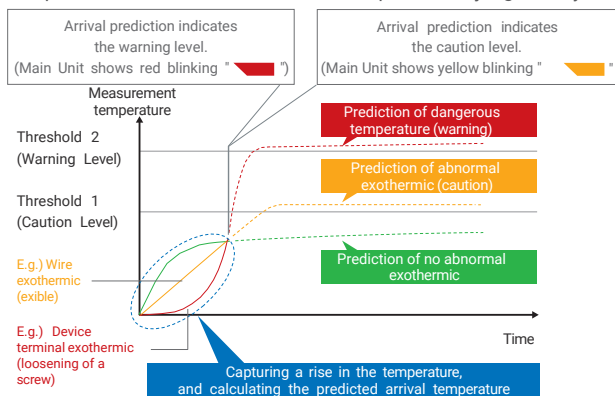 Arrival prediction indicates
the warning level.
(Main Unit shows red blinking " ")
Arrival prediction indicates
the caution level.
(Main Unit shows yellow blinking " ")
Measurement
temperature
Threshold 2
(Warning Level)
Threshold 1
(Caution Level)
Prediction of dangerous
temperature (warning)
Prediction of abnormal
exothermic (caution)
Prediction of no abnormal
exothermic
E.g.) Wire
exothermic
(exible)
E.g.) Device
terminal exothermic
(loosening of a
screw)
Time
Capturing a rise in the temperature,
and calculating the predicted arrival temperature